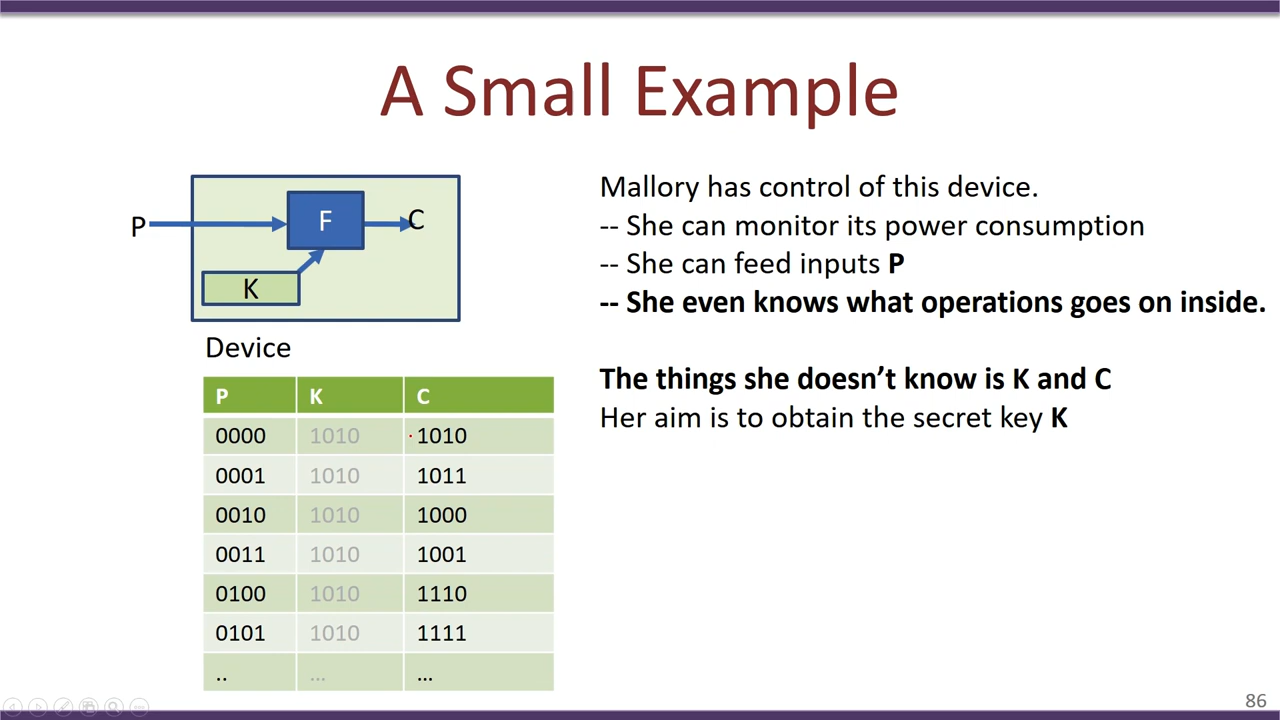 A Small Example
P
F
C
K
Device
Mallory has control of this device.
-- She can monitor its power consumption
-- She can feed inputs P
-- She even knows what operations goes on inside.
The things she doesn’t know is K and C
Her aim is to obtain the secret key K
P K C
0000 1010 1010
0001 1010 1011
0010 1010 1000
0011 1010 1001
0100 1010 1110
0101 1010 1111
.. ... ...
86